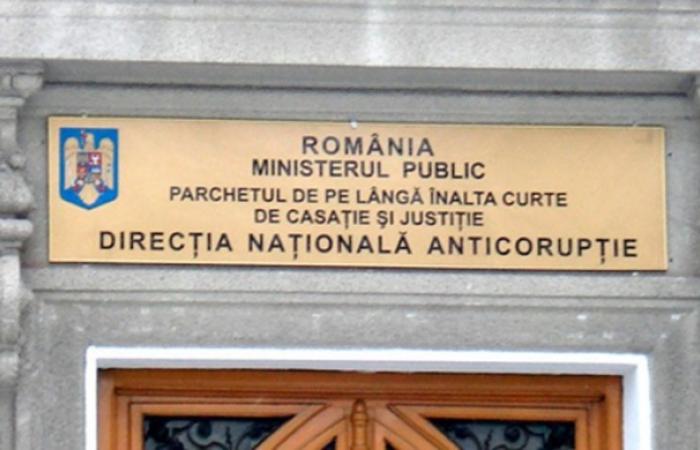 ROMÂNIA
MINISTERUL PUBLIC
PARCHETUL DE PE LÂNGĂ ÎNALTA CURTE
DE CASAȚIE ȘI JUSTIȚIE
DIRECȚIA NAȚIONALĂ ANTICORUPȚIE